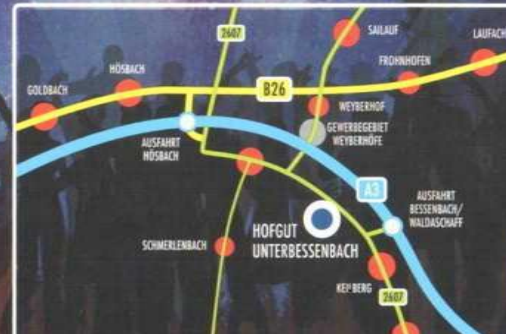 2607
SAILAUF
LAUFACH
FROHNHOFEN
HÖSBACH
GOLDBACH
B26
WEYBERHOF
GEWERBEGEBIET
WEYBERHÖFE
AUSFAHRT
HÖSBACH
A3
AUSFAHRT
BESSENBACH/
WALDASCHAFF
HOFGUT
UNTERBESSENBACH
SCHMERLENBACH
2607